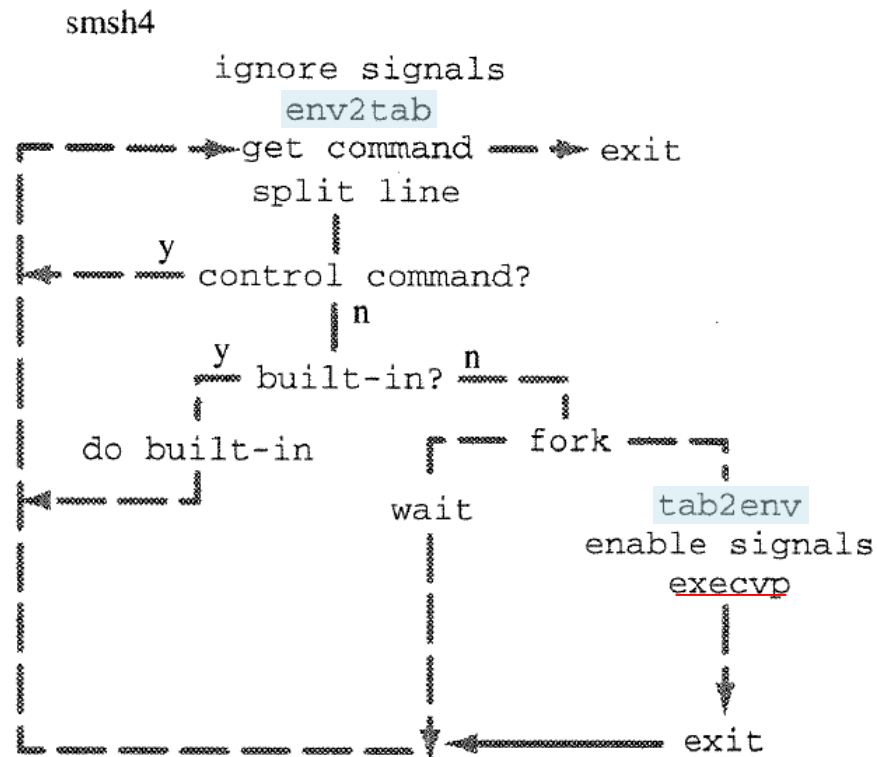 smsh4
ignore signals
env2tab
get command
exit
split line
y
control command?
n
y
built-in?
n
do built-in
fork
wait
tab2env
enable signals
execvp
exit